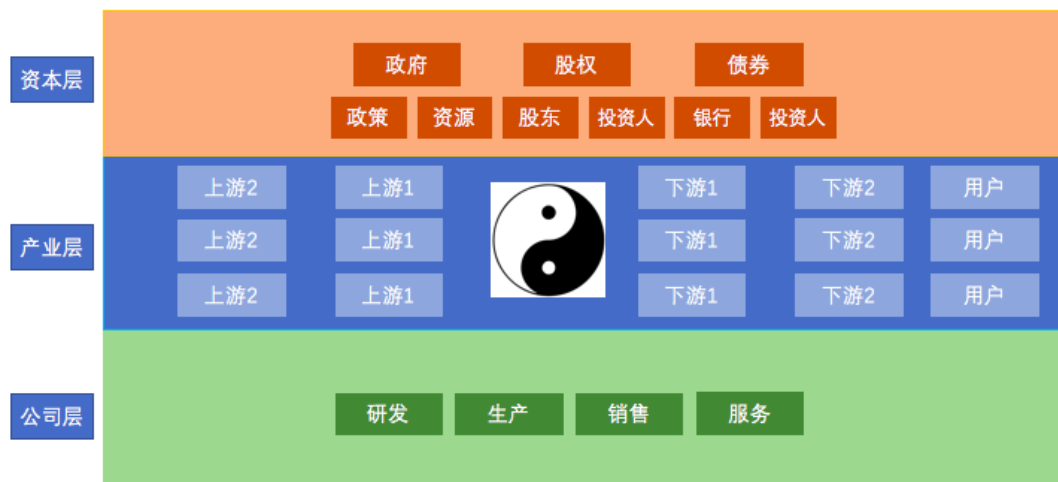 资本层
政府 股权 债券
政策 资源 股东 投资人 银行 投资人
产业层
上游2 上游1 下游1 下游2 用户
上游2 上游1 下游1 下游2 用户
上游2 上游1 下游1 下游2 用户
公司层
研发 生产 销售 服务